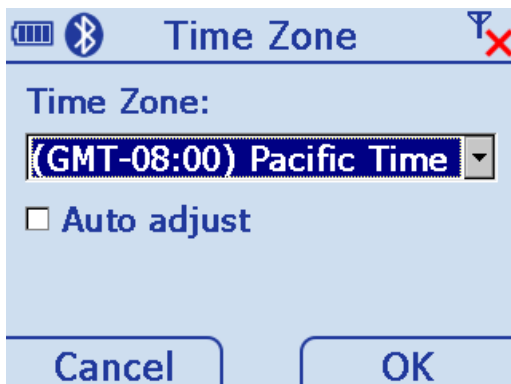 Time Zone
Time Zone:
(GMT-08:00) Pacific Time
Auto adjust
Cancel OK